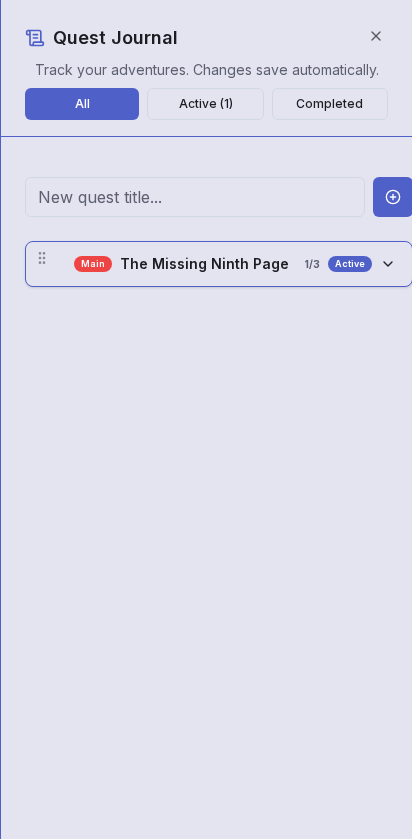 Quest Journal
Track your adventures. Changes save automatically.
All Active (1) Completed
New quest title...
Main The Missing Ninth Page 1/3 Active